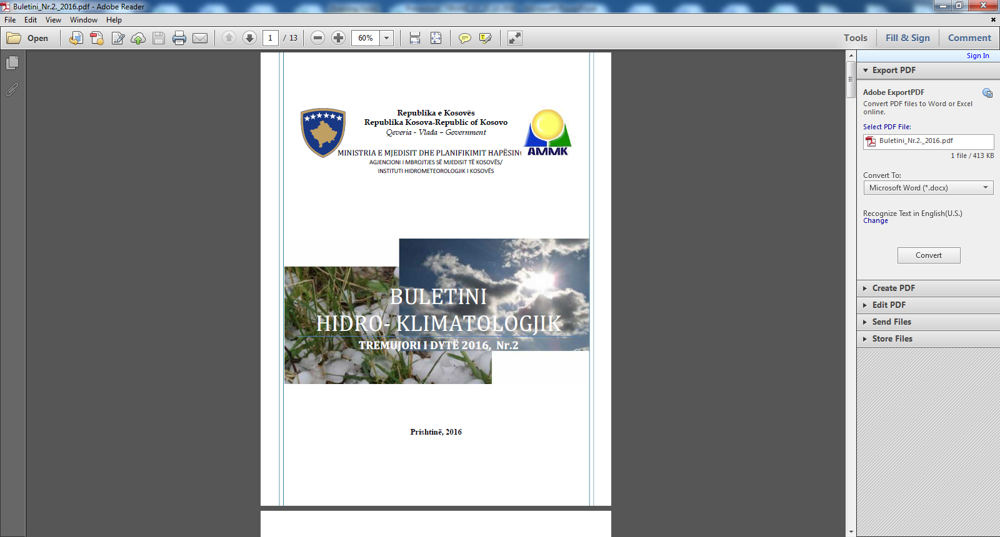 Buletini_Nr.2._2016.pdf - Adobe Reader
File Edit View Window Help
Open
1 / 13
60%
Tools
Fill & Sign
Comment
Sign In
Export PDF
Adobe ExportPDF
Convert PDF files to Word or Excel
online.
Select PDF File:
Buletini_Nr.2._2016.pdf
1 file / 413 KB
Convert To:
Microsoft Word (*.docx)
Recognize Text in English(U.S.)
Change
Convert
Create PDF
Edit PDF
Send Files
Store Files
Republika e Kosovës
Republika Kosova-Republic of Kosovo
Qeveria - Vlada – Government
MINISTRIA E MJEDISIT DHE PLANIFIKIMIT
AGJENCIONI I MBROJTJES SË MJEDISIT TË KOSOVËS/
INSTITUTI HIDROMETEOROLOGJIK I KOSOVËS
AMMK
BULETINI
HIDRO- KLIMATOLOGJIK
TREMUJORI I DYTË 2016, Nr.2
Prishtinë, 2016